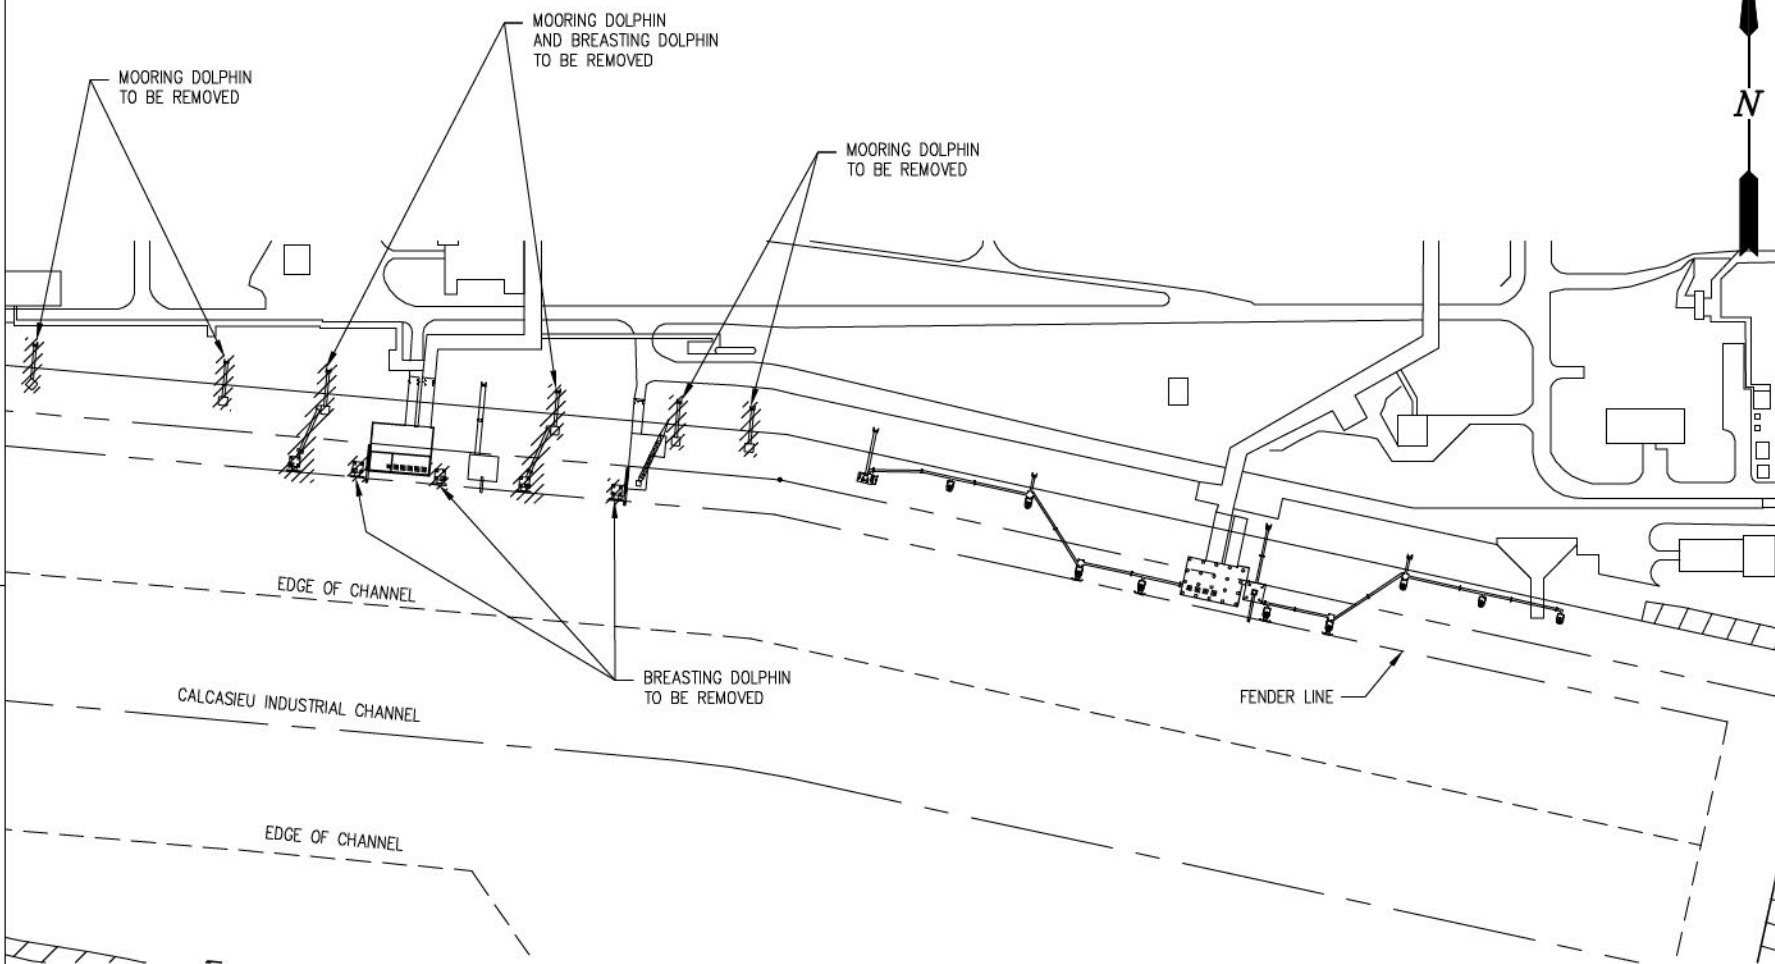 MOORING DOLPHIN
AND BREASTING DOLPHIN
TO BE REMOVED
MOORING DOLPHIN
TO BE REMOVED
N
MOORING DOLPHIN
TO BE REMOVED
EDGE OF CHANNEL
BREASTING DOLPHIN
TO BE REMOVED
FENDER LINE
CALCASIEU INDUSTRIAL CHANNEL
EDGE OF CHANNEL